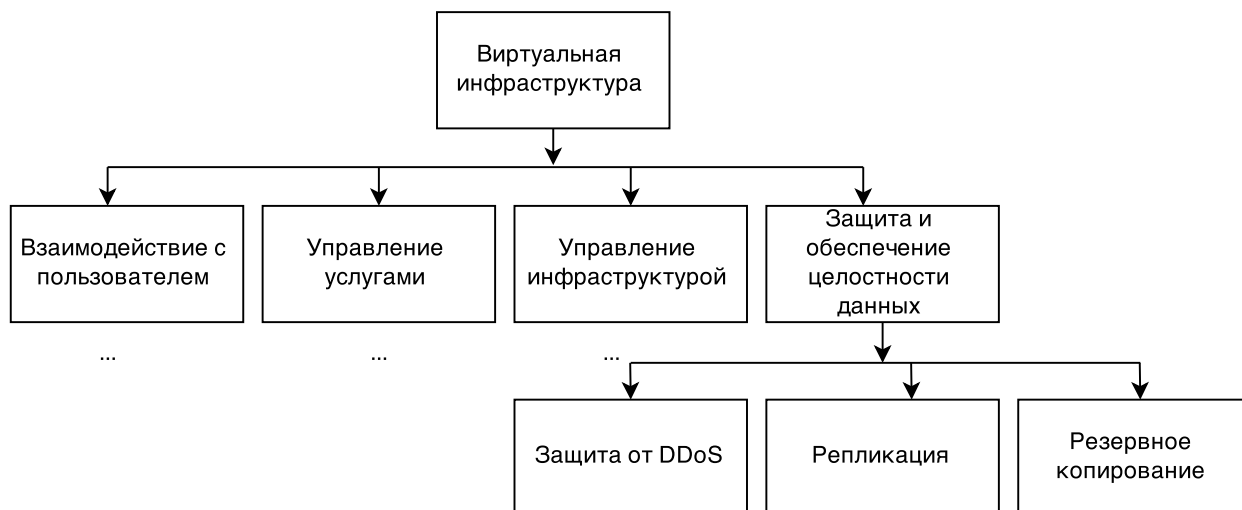 Виртуальная
инфраструктура
Взаимодействие с
пользователем
Управление
услугами
Управление
инфраструктурой
Защита и
обеспечение
целостности
данных
...
...
...
Защита от DDoS
Репликация
Резервное
копирование